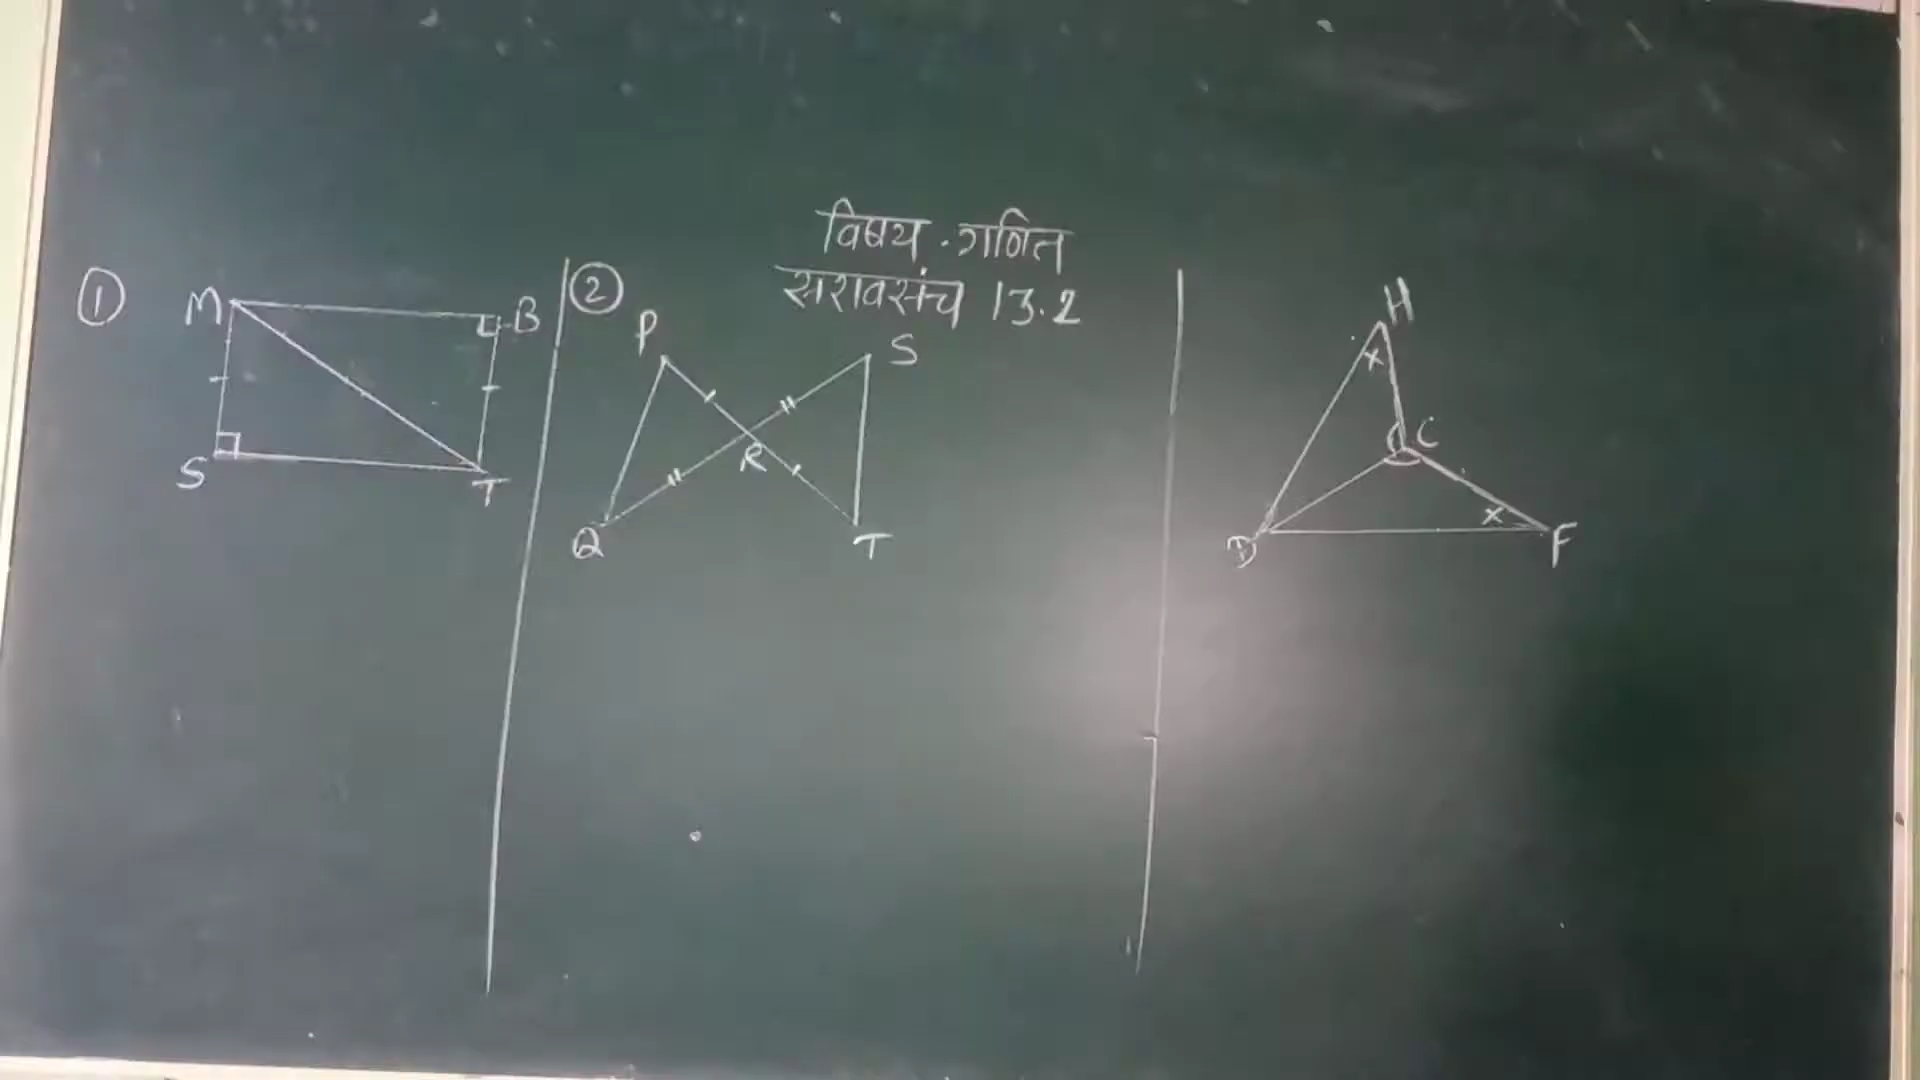 विषय . गणित
सरावसंच 13.2
① M B
S T
② P S
R
Q T
H
C
D F